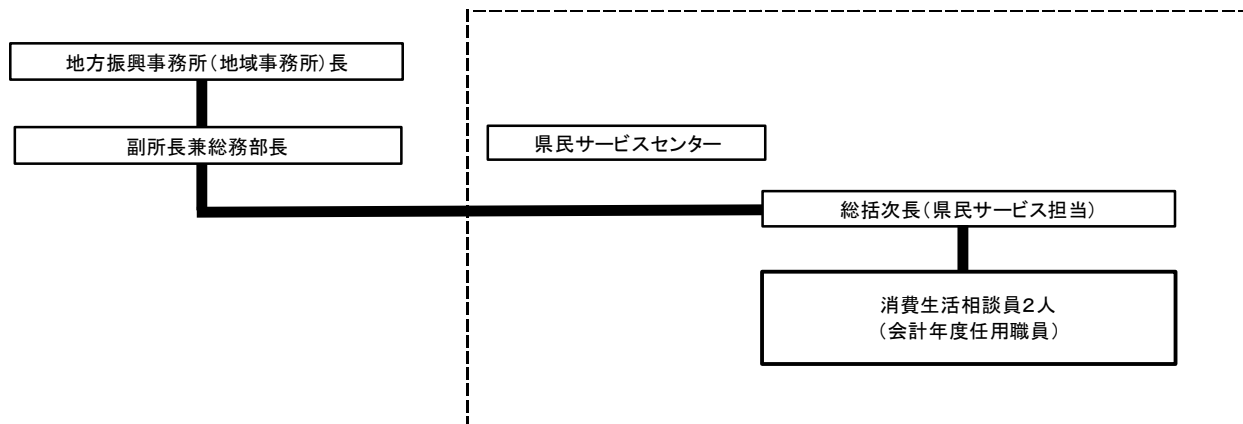 地方振興事務所(地域事務所)長
副所長兼総務部長
県民サービスセンター
総括次長(県民サービス担当)
消費生活相談員2人
(会計年度任用職員)